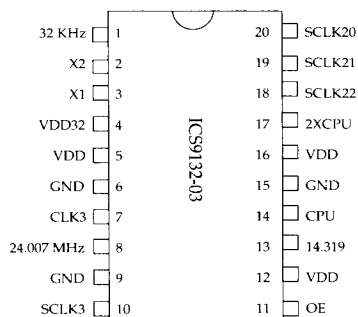 32 KHz 1 20 SCLK20
X2 2 19 SCLK21
X1 3 18 SCLK22
VDD32 4 17 2XCPU
VDD 5 16 VDD
GND 6 15 GND
CLK3 7 14 CPU
24.007 MHz 8 13 14.319
GND 9 12 VDD
SCLK3 10 11 OE
ICS9132-03